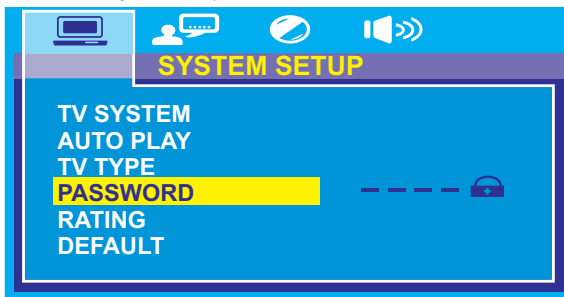 SYSTEM SETUP
TV SYSTEM
AUTO PLAY
TV TYPE
PASSWORD
RATING
DEFAULT